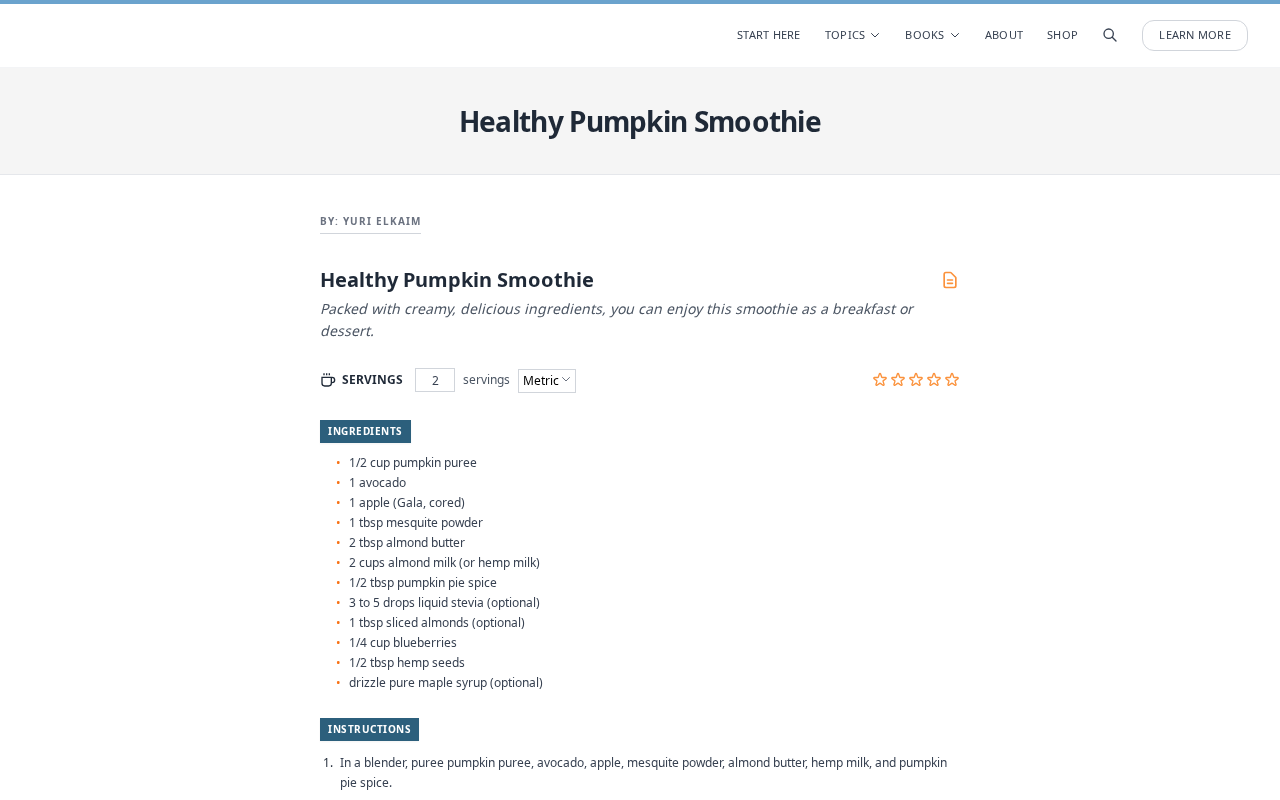 START HERE TOPICS BOOKS ABOUT SHOP LEARN MORE
Healthy Pumpkin Smoothie
BY: YURI ELKAIM
Healthy Pumpkin Smoothie
Packed with creamy, delicious ingredients, you can enjoy this smoothie as a breakfast or
dessert.
SERVINGS 2 servings Metric
INGREDIENTS
• 1/2 cup pumpkin puree
• 1 avocado
• 1 apple (Gala, cored)
• 1 tbsp mesquite powder
• 2 tbsp almond butter
• 2 cups almond milk (or hemp milk)
• 1/2 tbsp pumpkin pie spice
• 3 to 5 drops liquid stevia (optional)
• 1 tbsp sliced almonds (optional)
• 1/4 cup blueberries
• 1/2 tbsp hemp seeds
• drizzle pure maple syrup (optional)
INSTRUCTIONS
1. In a blender, puree pumpkin puree, avocado, apple, mesquite powder, almond butter, hemp milk, and pumpkin
pie spice.